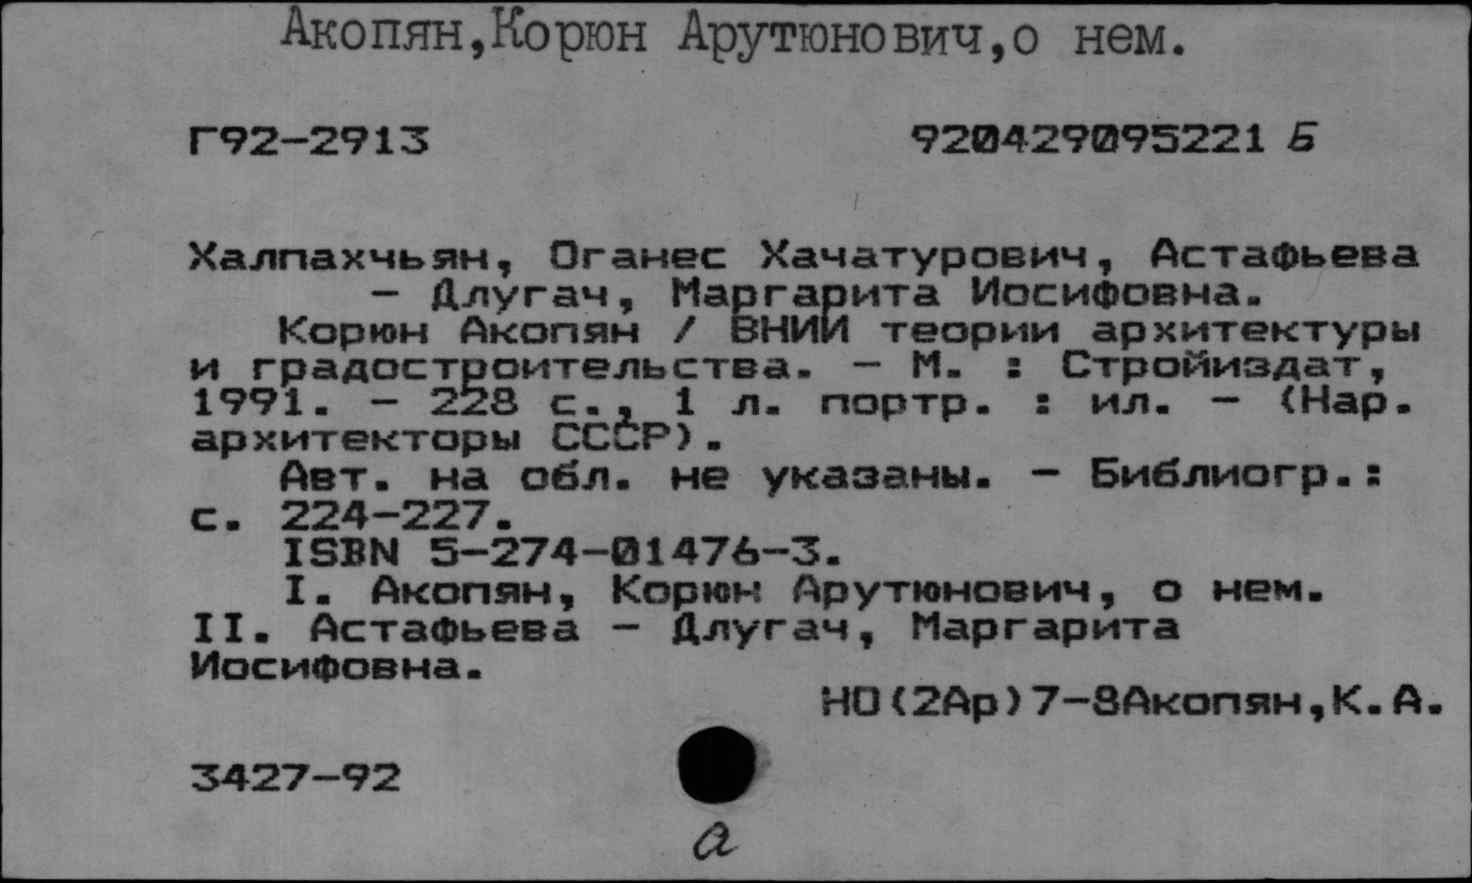 Акопян,Корюн Арутюнович,о нем.
Г92-2913 920429095221 Б
Халпахчьян, Оганес Хачатурович, Астафьева
- Длугач, Маргарита Иосифовна.
Корюн Акопян / ВНИИ теории архитектуры
и градостроительства. - М. : Стройиздат,
1991. - 228 с., 1 л. портр. : ил. - (Нар.
архитекторы СССР).
Авт. на обл. не указаны. - Библиогр.:
с. 224-227.
ISBN 5-274-01476-3.
I. Акопян, Корюн Арутюнович, о нем.
II. Астафьева - Длугач, Маргарита
Иосифовна.
НО(2Ар)7-8Акопян,К.А.
3427-92
а